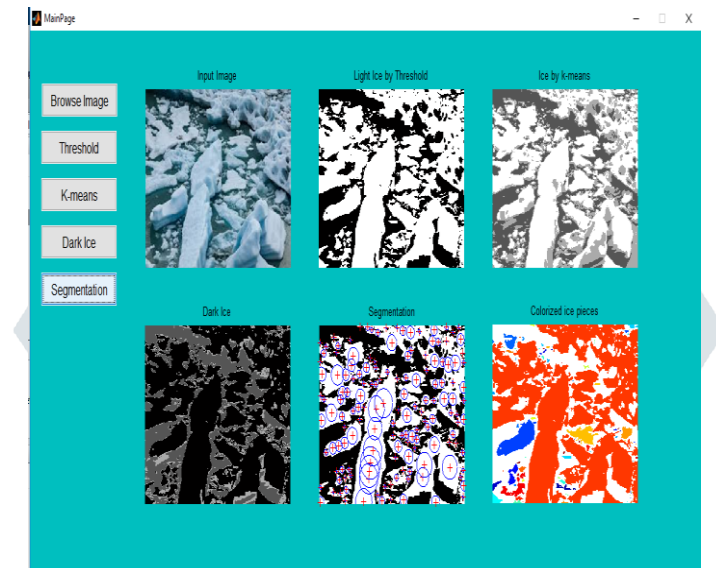 MainPage
Browse Image
Threshold
K-means
Dark Ice
Segmentation
Input Image
Light Ice by Threshold
Ice by k-means
Dark Ice
Segmentation
Colorized ice pieces